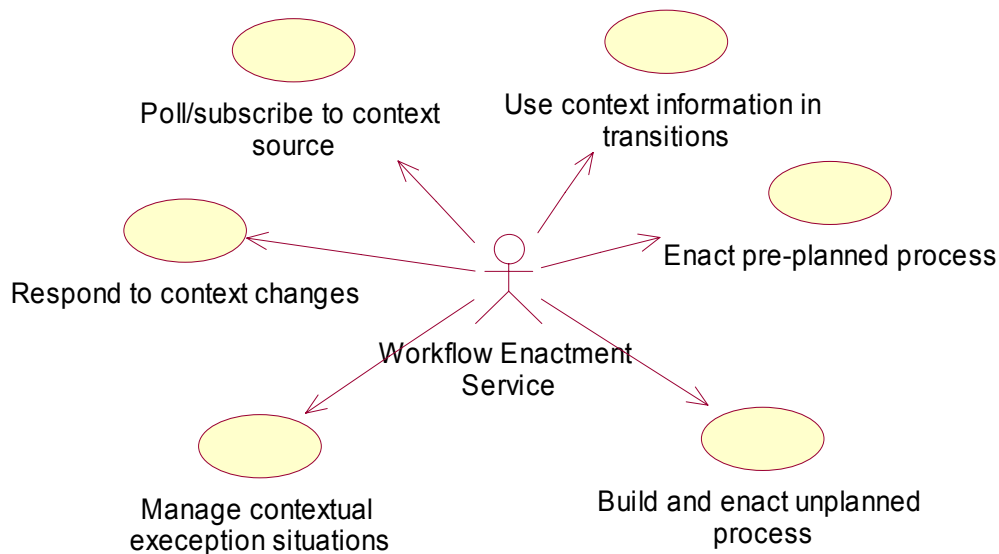 Poll/subscribe to context
source
Use context information in
transitions
Enact pre-planned process
Respond to context changes
Workflow Enactment
Service
Manage contextual
exeception situations
Build and enact unplanned
process